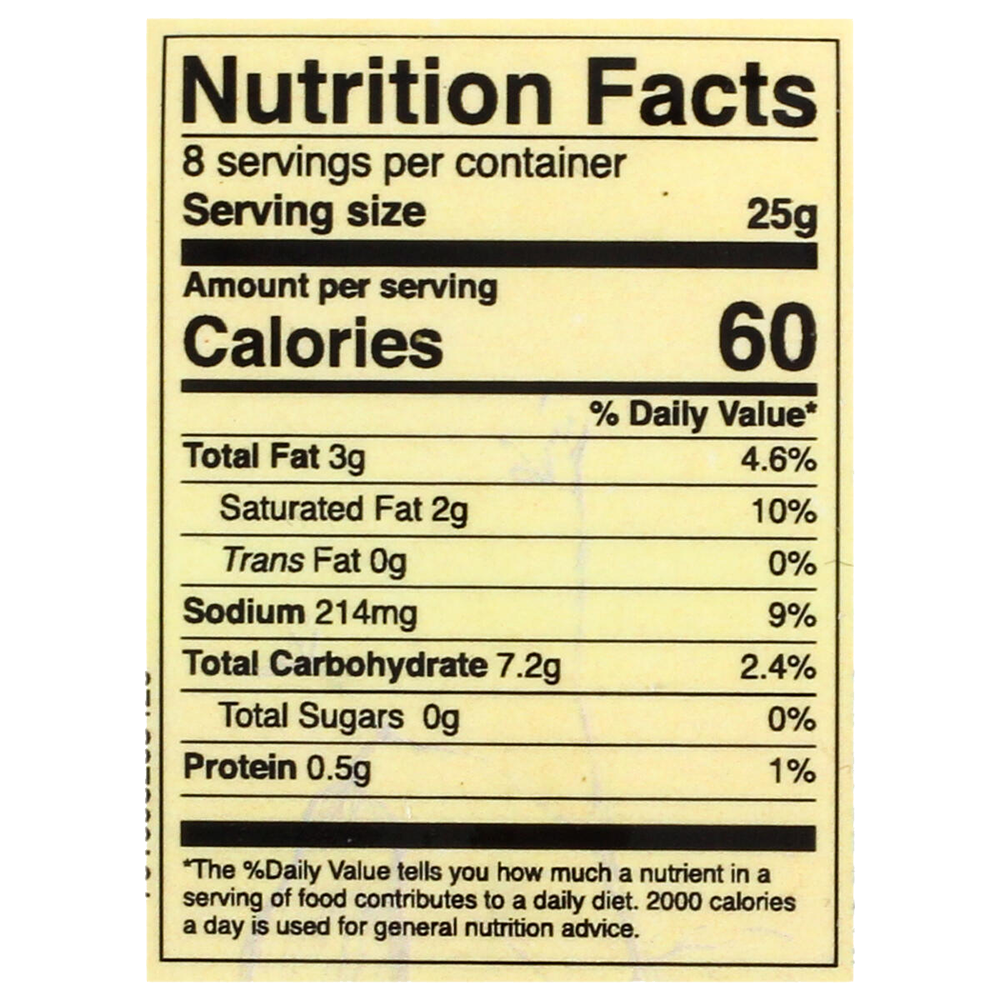 Nutrition Facts
8 servings per container
Serving size 25g
Amount per serving
Calories 60
% Daily Value*
Total Fat 3g 4.6%
Saturated Fat 2g 10%
Trans Fat 0g 0%
Sodium 214mg 9%
Total Carbohydrate 7.2g 2.4%
Total Sugars 0g 0%
Protein 0.5g 1%
*The %Daily Value tells you how much a nutrient in a
serving of food contributes to a daily diet. 2000 calories
a day is used for general nutrition advice.